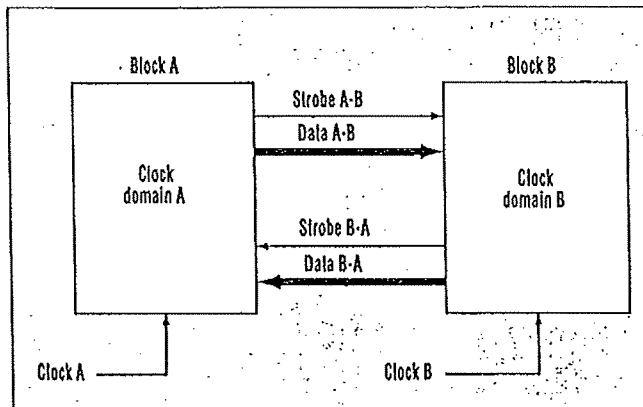 Block A
Block B
Strobe A-B
Data A-B
Clock
domain A
Clock
domain B
Strobe B-A
Data B-A
Clock A
Clock B